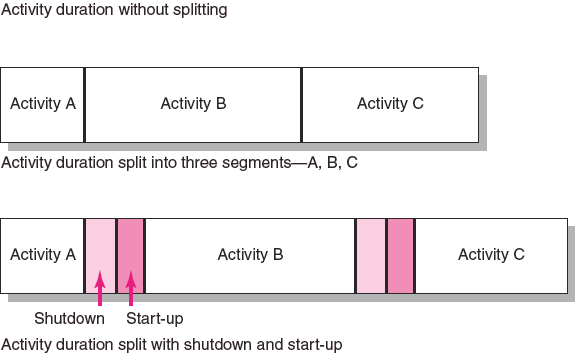 Activity duration without splitting
Activity A Activity B Activity C
Activity duration split into three segments—A, B, C
Activity A Activity B Activity C
Shutdown Start-up
Activity duration split with shutdown and start-up